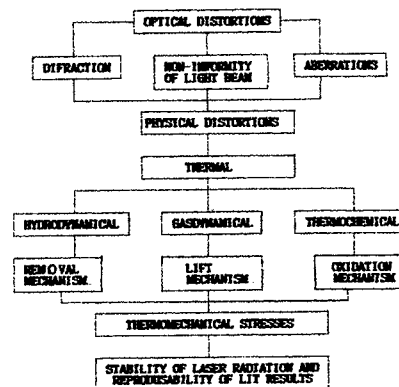 OPTICAL DISTORTIONS
DIFRACTION
NON-INFORMITY
OF LIGHT BEAM
ABERRATIONS
PHYSICAL DISTORTIONS
THERMAL
HYDRODYNAMICAL
GASDYNAMICAL
THERMOCHEMICAL
REMOVAL
MECHANISM
LIFT
MECHANISM
OXIDATION
MECHANISM
THERMOMECHANICAL STRESSES
STABILITY OF LASER RADIATION AND
REPRODUSABILITY OF LIT RESULTS